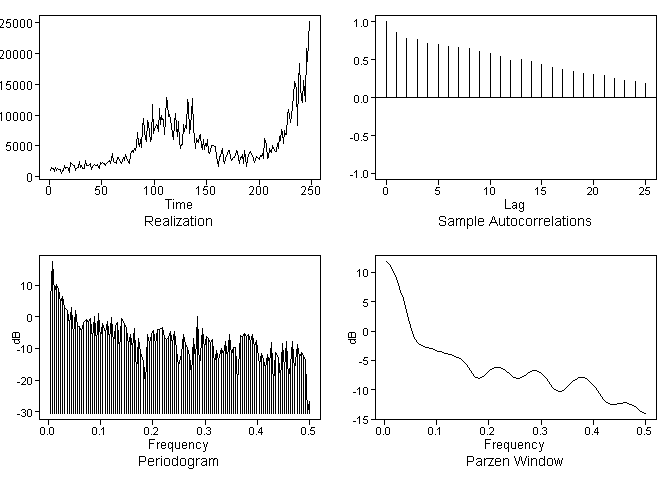 25000
20000
15000
10000
5000
0
0 50 100 150 200 250
Time
Realization
1.0
0.5
0.0
-0.5
-1.0
0 5 10 15 20 25
Lag
Sample Autocorrelations
dB
10
0
-10
-20
-30
0.0 0.1 0.2 0.3 0.4 0.5
Frequency
Periodogram
dB
10
5
0
-5
-10
-15
0.0 0.1 0.2 0.3 0.4 0.5
Frequency
Parzen Window